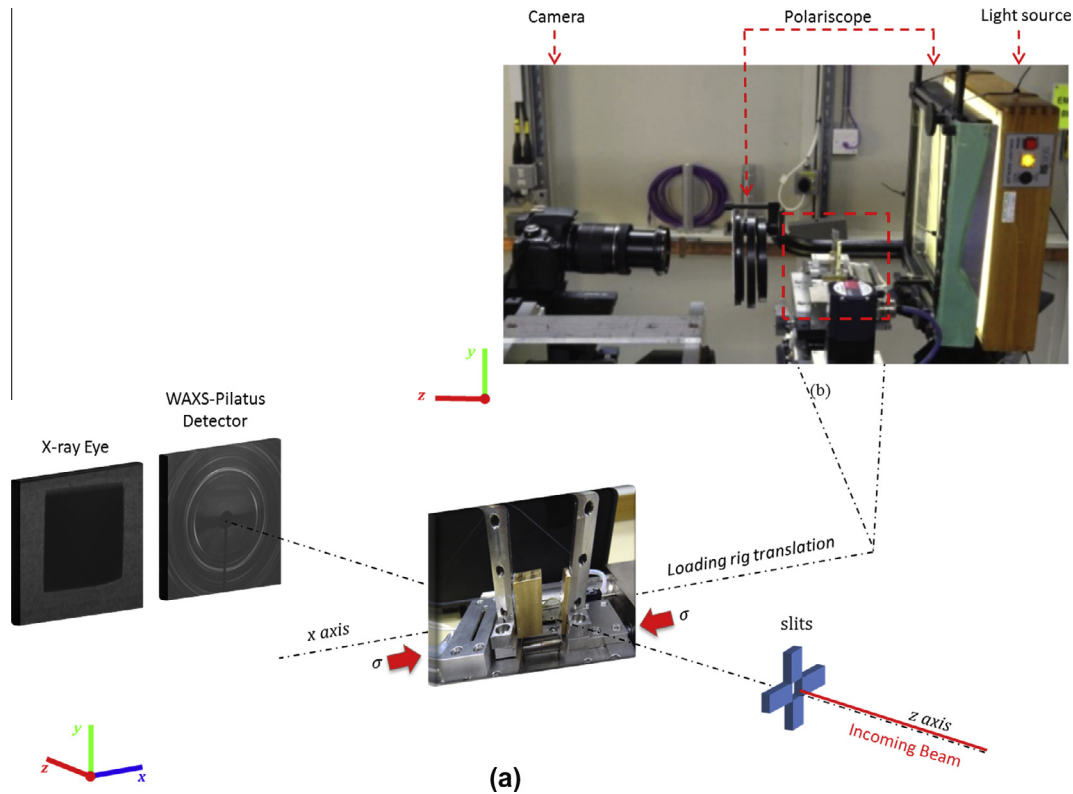 Camera
Polariscope
Light source
y
z
(b)
WAXS-Pilatus
Detector
X-ray Eye
Loading rig translation
x axis
σ
σ
slits
z axis
Incoming Beam
y
z
x
(a)